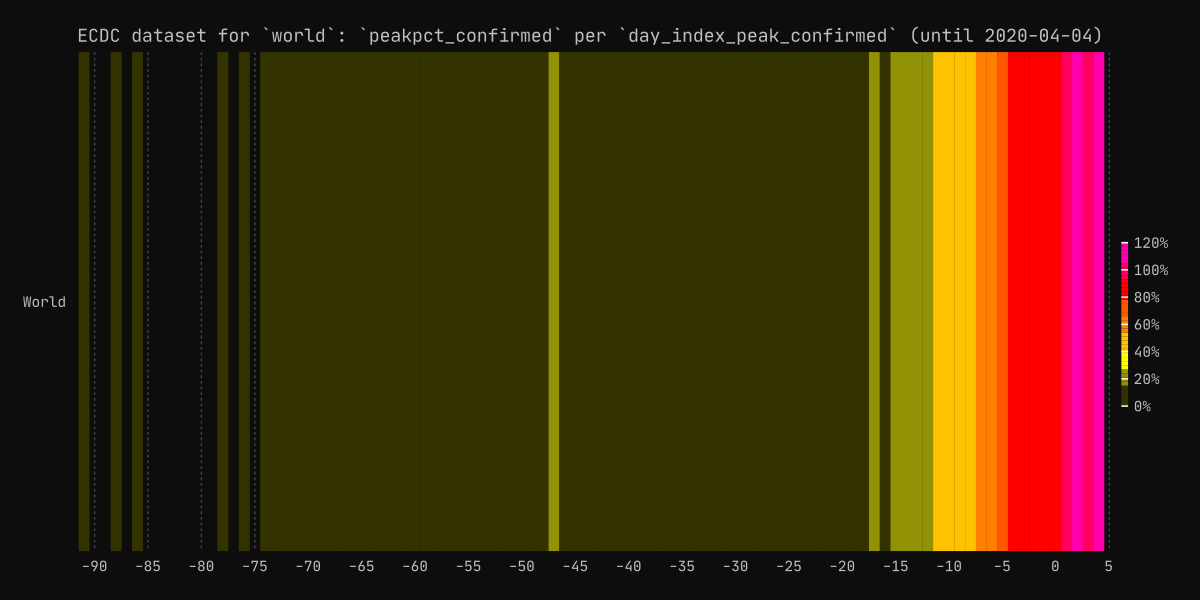 ECDC dataset for `world`: `peakpct_confirmed` per `day_index_peak_confirmed` (until 2020-04-04)
120%
100%
80%
World
60%
40%
20%
0%
-90 -85 -80 -75 -70 -65 -60 -55 -50 -45 -40 -35 -30 -25 -20 -15 -10 -5 0 5